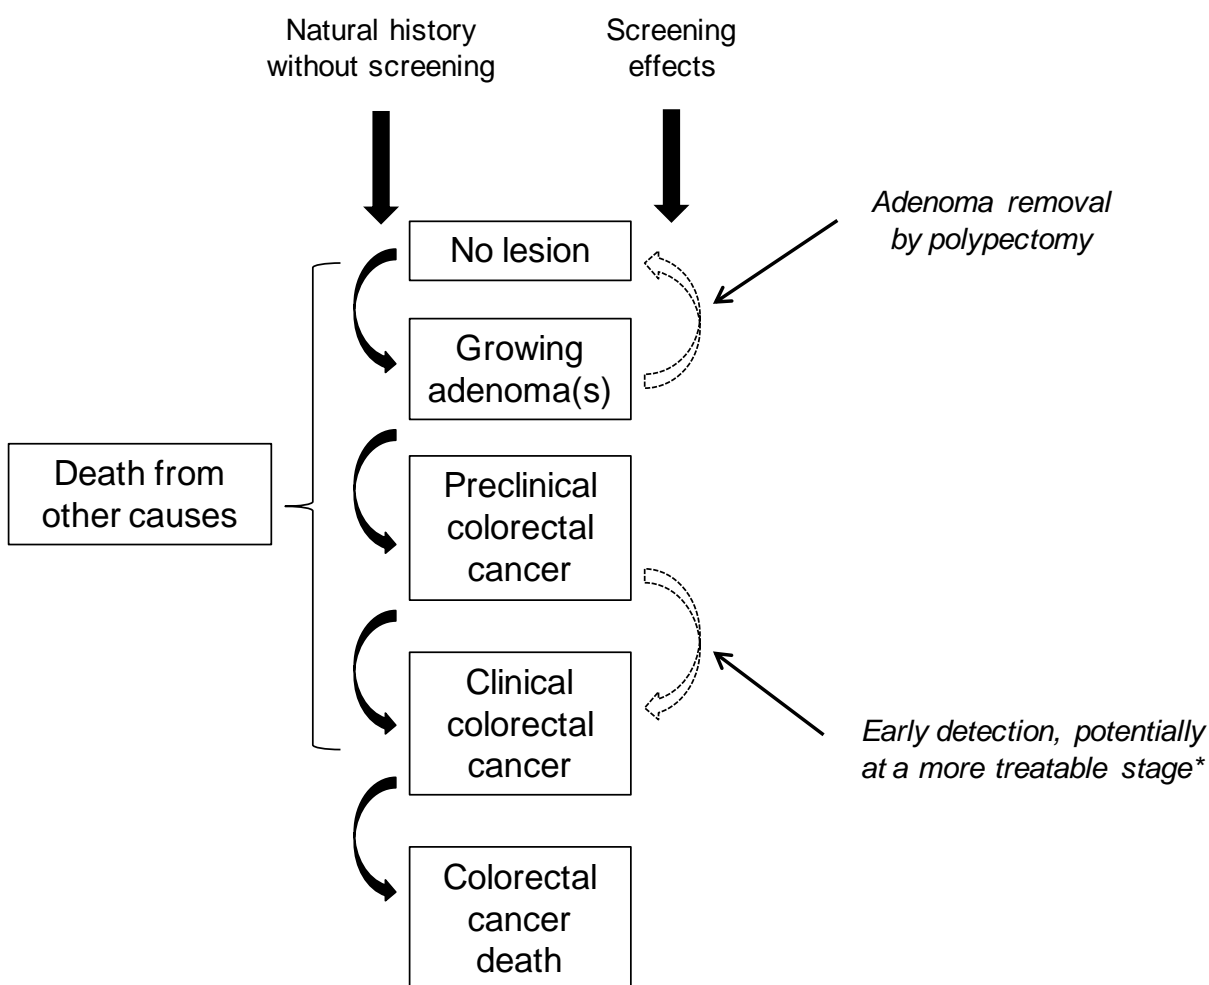 Natural history
without screening
Screening
effects
Adenoma removal
by polypectomy
No lesion
Growing
adenoma(s)
Death from
other causes
Preclinical
colorectal
cancer
Clinical
colorectal
cancer
Early detection, potentially
at a more treatable stage*
Colorectal
cancer
death